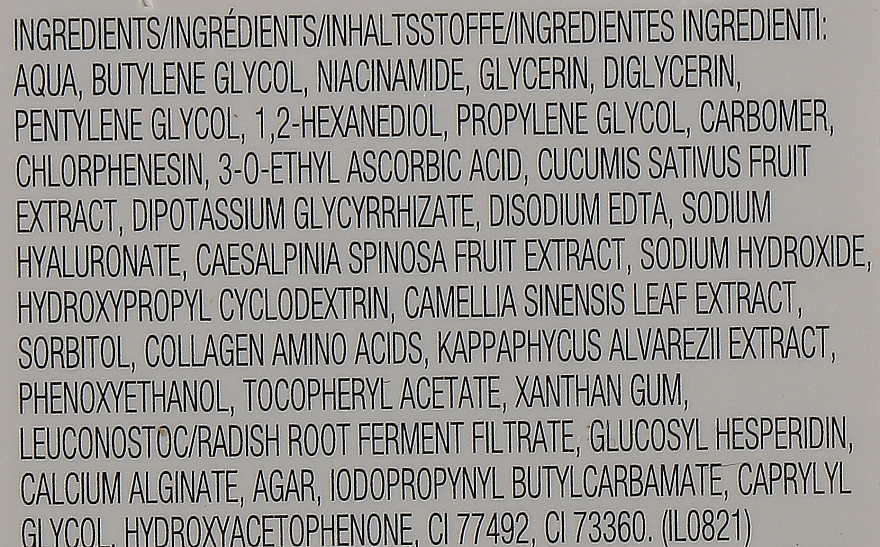 INGREDIENTS/INGRÉDIENTS/INHALTSSTOFFE/INGREDIENTES INGREDIENTI:
AQUA, BUTYLENE GLYCOL, NIACINAMIDE, GLYCERIN, DIGLYCERIN,
PENTYLENE GLYCOL, 1,2-HEXANEDIOL, PROPYLENE GLYCOL, CARBOMER,
CHLORPHENESIN, 3-O-ETHYL ASCORBIC ACID, CUCUMIS SATIVUS FRUIT
EXTRACT, DIPOTASSIUM GLYCYRRHIZATE, DISODIUM EDTA, SODIUM
HYALURONATE, CAESALPINIA SPINOSA FRUIT EXTRACT, SODIUM HYDROXIDE,
HYDROXYPROPYL CYCLODEXTRIN, CAMELLIA SINENSIS LEAF EXTRACT,
SORBITOL, COLLAGEN AMINO ACIDS, KAPPAPHYCUS ALVAREZII EXTRACT,
PHENOXYETHANOL, TOCOPHERYL ACETATE, XANTHAN GUM,
LEUCONOSTOC/RADISH ROOT FERMENT FILTRATE, GLUCOSYL HESPERIDIN,
CALCIUM ALGINATE, AGAR, IODOPROPYNYL BUTYLCARBAMATE, CAPRYLYL
GLYCOL, HYDROXYACETOPHENONE, CI 77492, CI 73360. (IL0821)